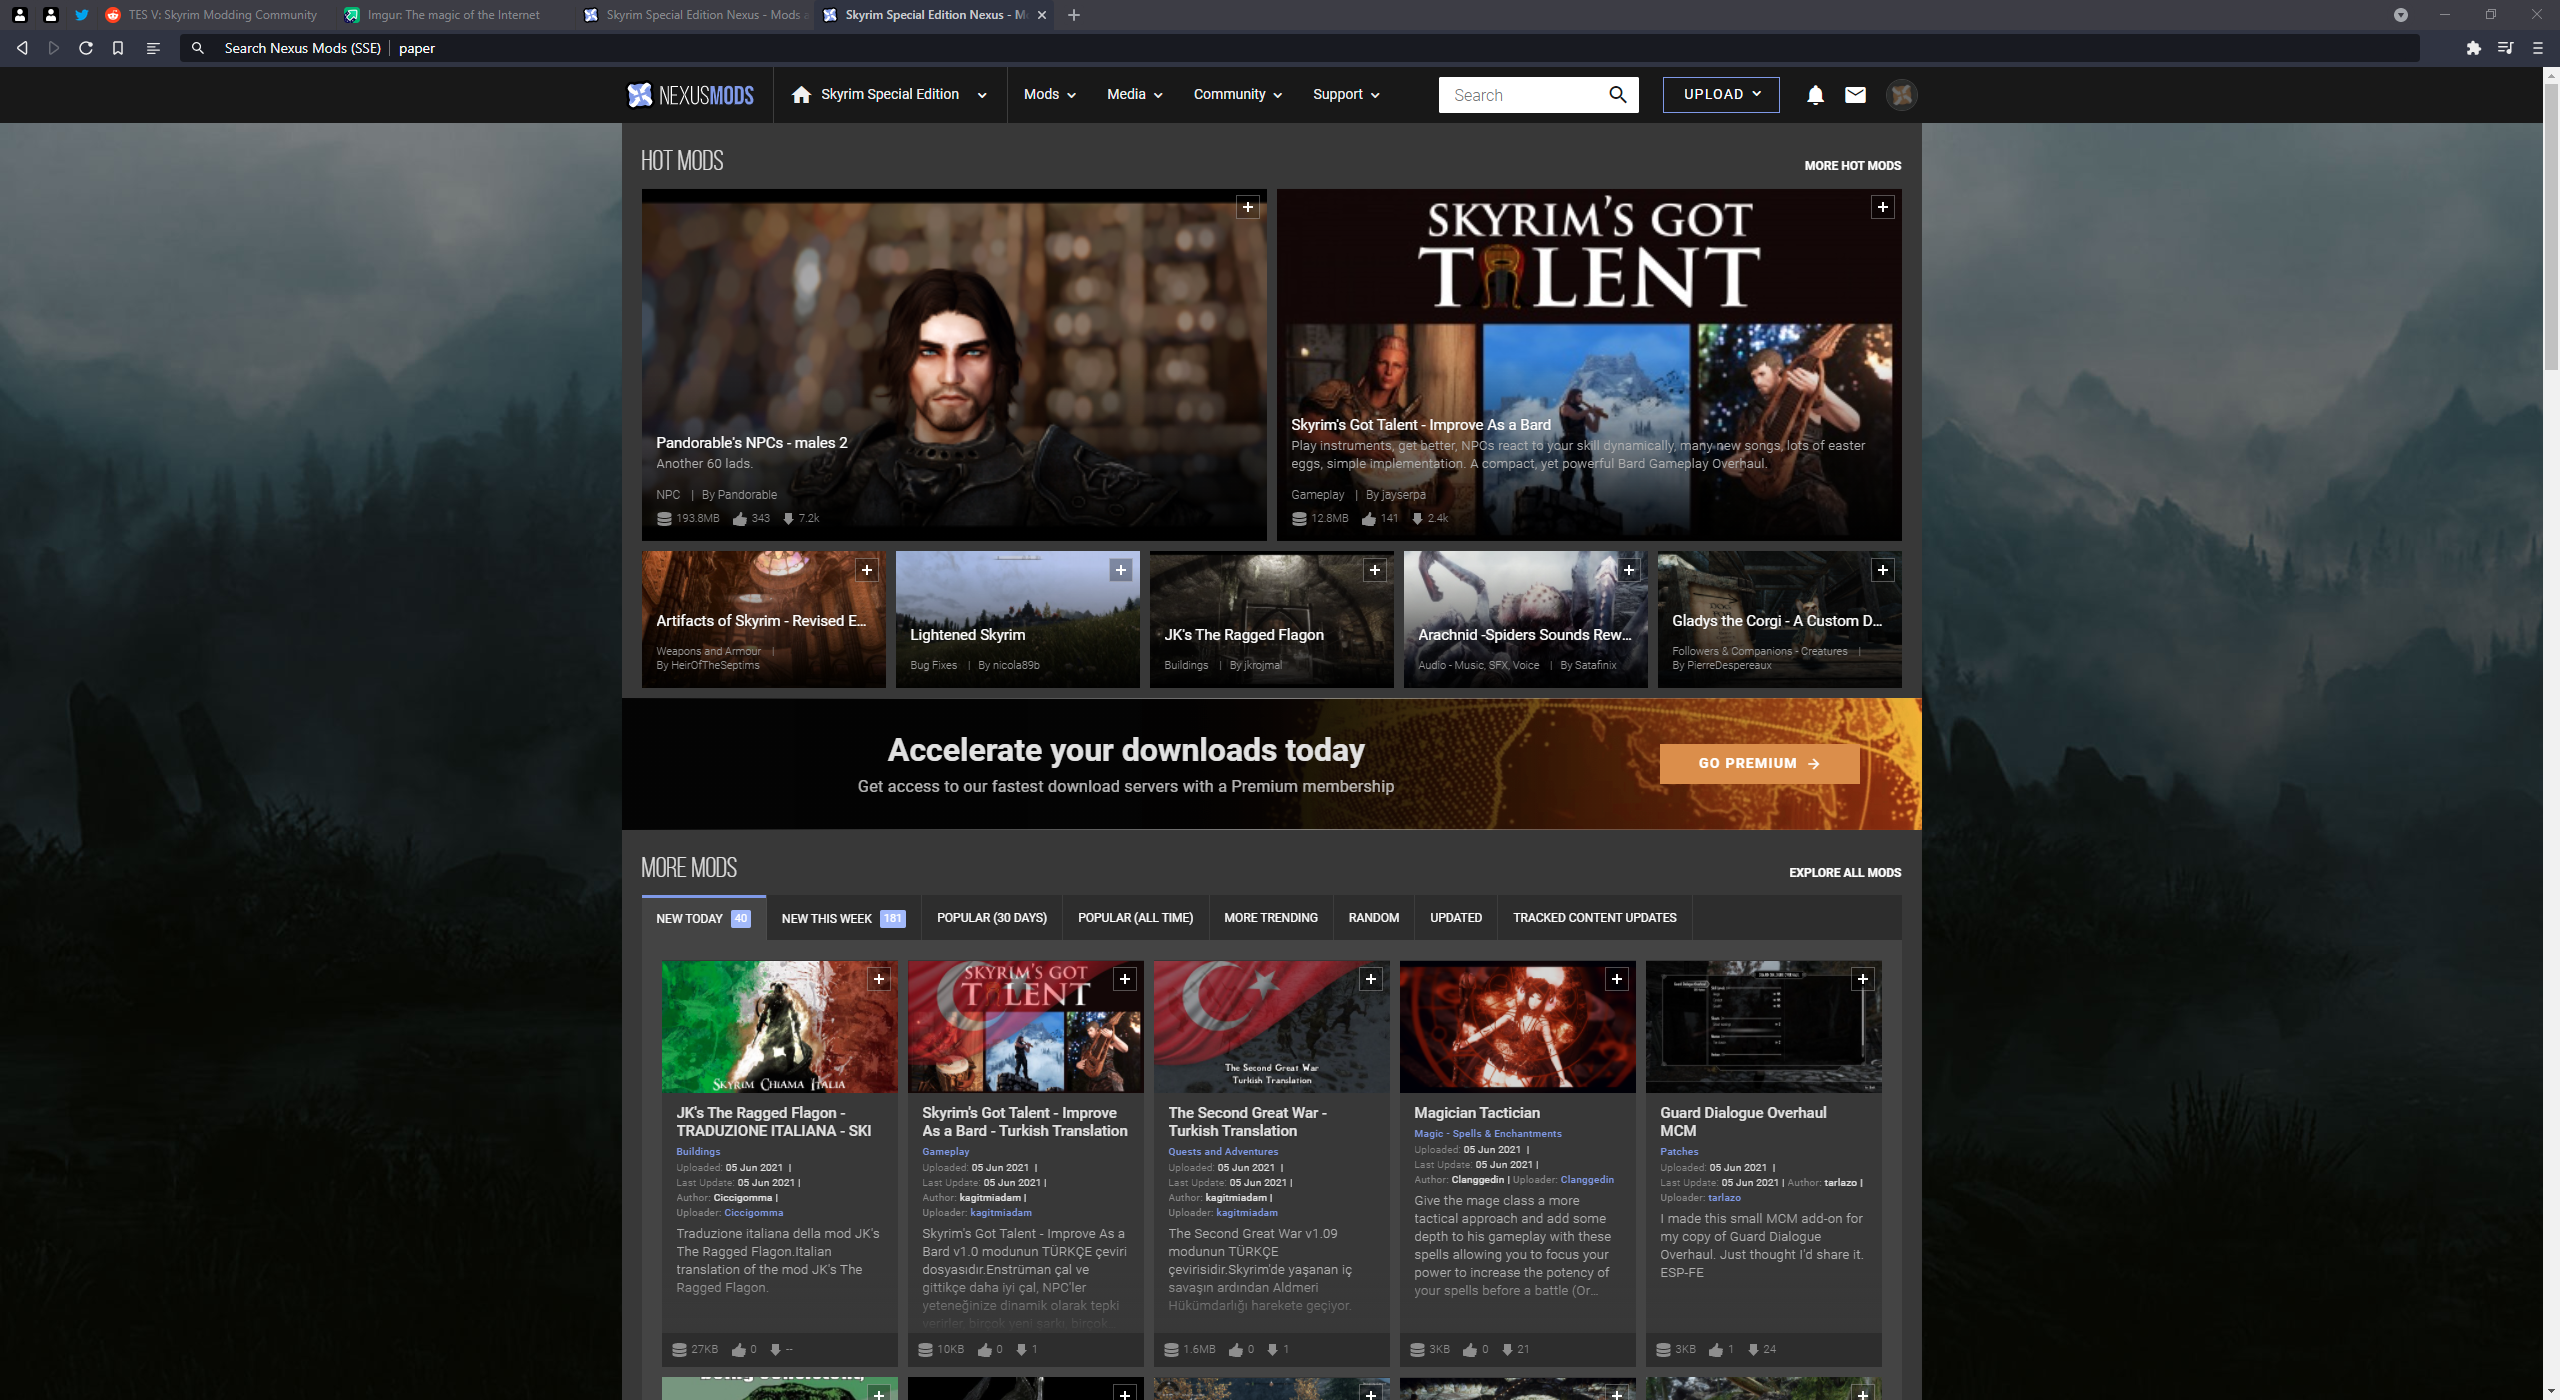 TES V: Skyrim Modding Community
Imgur: The magic of the Internet
Skyrim Special Edition Nexus - Mods a
Skyrim Special Edition Nexus - Mo
Search Nexus Mods (SSE) | paper
NEXUSMODS
Skyrim Special Edition
Mods
Media
Community
Support
Search
UPLOAD
HOT MODS
MORE HOT MODS
Pandorable's NPCs - males 2
Another 60 lads.
NPC | By Pandorable
193.8MB 343 7.2k
SKYRIM'S GOT
TALENT
Skyrim's Got Talent - Improve As a Bard
Play instruments, get better, NPCs react to your skill dynamically, many new songs, lots of easter
eggs, simple implementation. A compact, yet powerful Bard Gameplay Overhaul.
Gameplay | By jayserpa
12.8MB 141 2.4k
Artifacts of Skyrim - Revised E...
Weapons and Armour |
By HeirOfTheSeptims
Lightened Skyrim
Bug Fixes | By nicola89b
JK's The Ragged Flagon
Buildings | By jkrojmal
Arachnid -Spiders Sounds Rew...
Audio - Music, SFX, Voice | By Satafinix
Gladys the Corgi - A Custom D...
Followers & Companions - Creatures |
By PierreDespereaux
Accelerate your downloads today
Get access to our fastest download servers with a Premium membership
GO PREMIUM
MORE MODS
EXPLORE ALL MODS
NEW TODAY 40
NEW THIS WEEK 181
POPULAR (30 DAYS)
POPULAR (ALL TIME)
MORE TRENDING
RANDOM
UPDATED
TRACKED CONTENT UPDATES
SKYRIM CHIAMA ITALIA
JK's The Ragged Flagon -
TRADUZIONE ITALIANA - SKI
Buildings
Uploaded: 05 Jun 2021 |
Last Update: 05 Jun 2021 |
Author: Ciccigomma |
Uploader: Ciccigomma
Traduzione italiana della mod JK's
The Ragged Flagon.Italian
translation of the mod JK's The
Ragged Flagon.
27KB 0 --
SKYRIM'S GOT
TALENT
Skyrim's Got Talent - Improve
As a Bard - Turkish Translation
Gameplay
Uploaded: 05 Jun 2021 |
Last Update: 05 Jun 2021 |
Author: kagitmiadam |
Uploader: kagitmiadam
Skyrim's Got Talent - Improve As a
Bard v1.0 modunun TÜRKÇE çeviri
dosyasıdır.Enstrüman çal ve
gittikçe daha iyi çal, NPC'ler
yeteneğinize dinamik olarak tepki
verirler, birçok yeni şarkı, birçok...
10KB 0 1
The Second Great War
Turkish Translation
The Second Great War -
Turkish Translation
Quests and Adventures
Uploaded: 05 Jun 2021 |
Last Update: 05 Jun 2021 |
Author: kagitmiadam |
Uploader: kagitmiadam
The Second Great War v1.09
modunun TÜRKÇE
çevirisidir.Skyrim'de yaşanan iç
savaşın ardından Aldmeri
Hükümdarlığı harekete geçiyor.
1.6MB 0 1
Magician Tactician
Magic - Spells & Enchantments
Uploaded: 05 Jun 2021 |
Last Update: 05 Jun 2021 |
Author: Clanggedin | Uploader: Clanggedin
Give the mage class a more
tactical approach and add some
depth to his gameplay with these
spells allowing you to focus your
power to increase the potency of
your spells before a battle (Or...
3KB 0 21
Guard Dialogue Overhaul
MCM
Patches
Uploaded: 05 Jun 2021 |
Last Update: 05 Jun 2021 | Author: tarlazo |
Uploader: tarlazo
I made this small MCM add-on for
my copy of Guard Dialogue
Overhaul. Just thought I'd share it.
ESP-FE
3KB 1 24